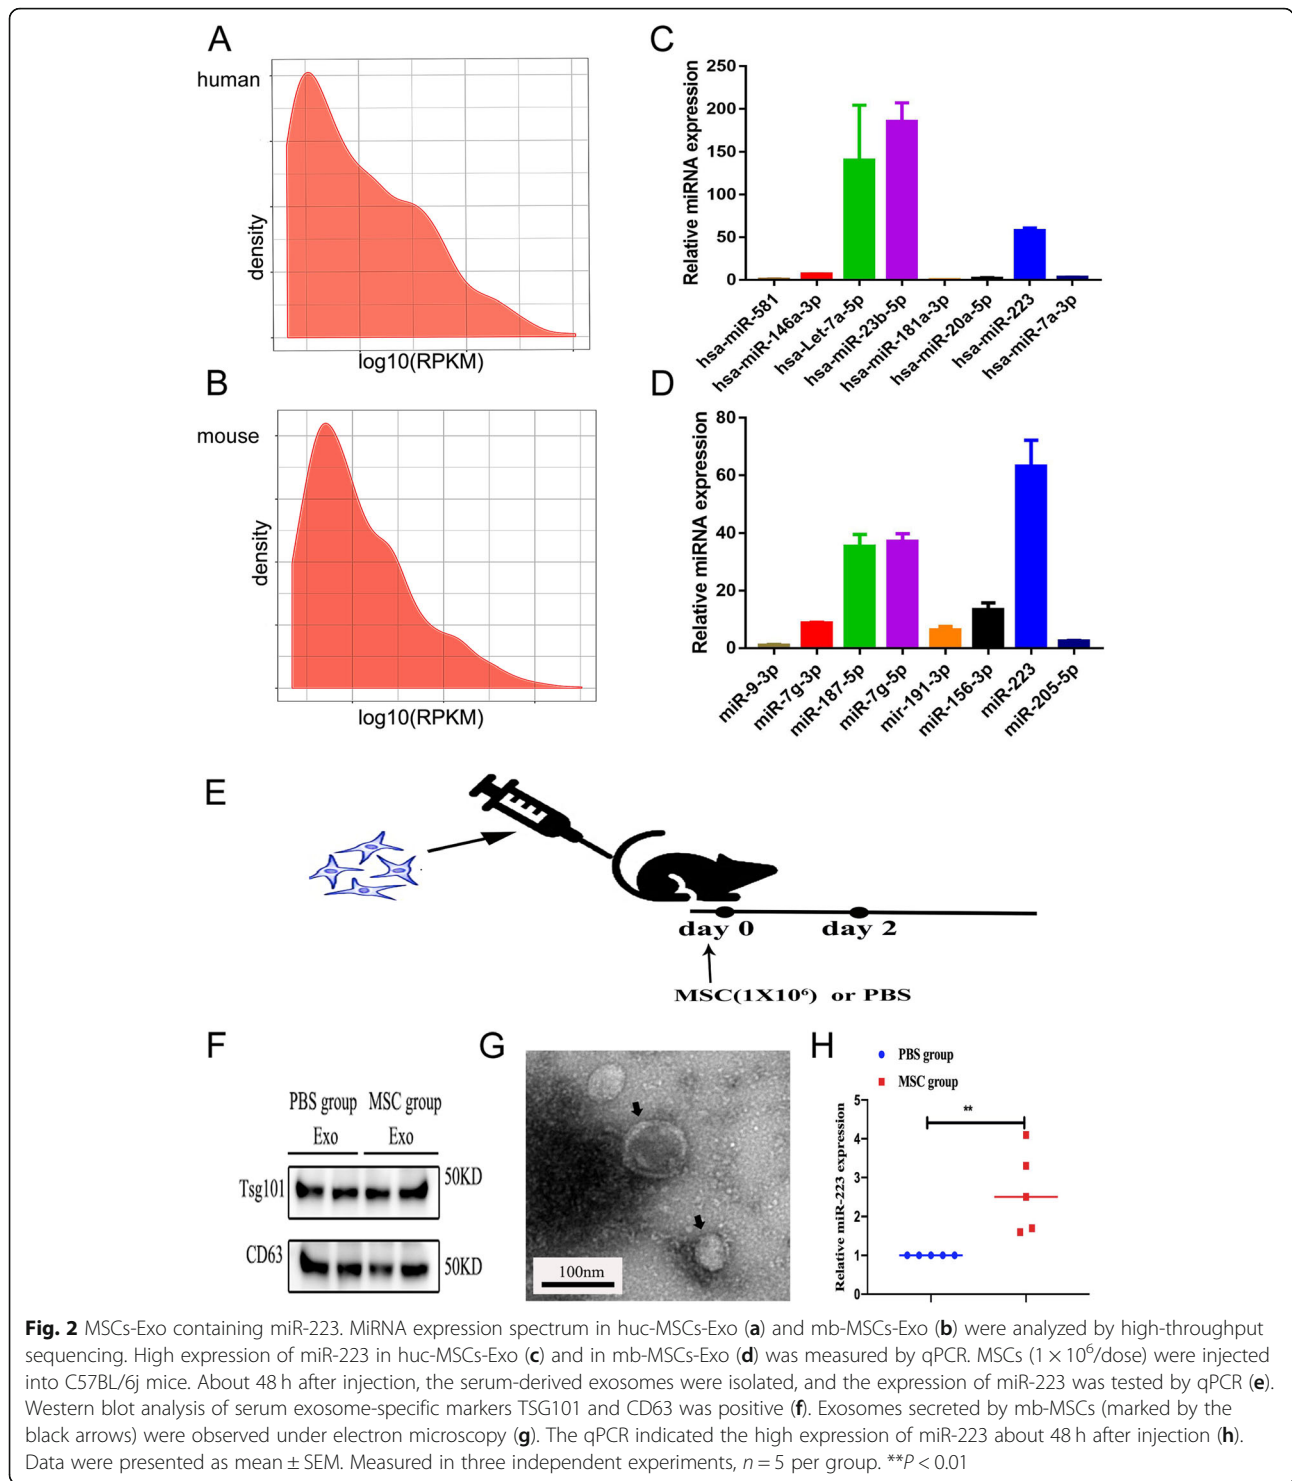 A
human
density
log10(RPKM)
B
mouse
density
log10(RPKM)
C
Relative miRNA expression
250
200
150
100
50
0
hsa-miR-581
hsa-miR-146a-3p
hsa-Let-7a-5p
hsa-miR-23b-5p
hsa-miR-181a-3p
hsa-miR-20a-5p
hsa-miR-223
hsa-miR-7a-3p
D
Relative miRNA expression
80
60
40
20
0
miR-9-3p
miR-7g-3p
miR-187-5p
miR-7g-5p
mir-191-3p
miR-156-3p
miR-223
miR-205-5p
E
day 0
day 2
MSC(1X10⁶) or PBS
F
PBS group MSC group
Exo Exo
Tsg101
50KD
CD63
50KD
G
100nm
H
PBS group
MSC group
Relative miR-223 expression
5
4
3
2
1
0
**
Fig. 2 MSCs-Exo containing miR-223. MiRNA expression spectrum in huc-MSCs-Exo (a) and mb-MSCs-Exo (b) were analyzed by high-throughput
sequencing. High expression of miR-223 in huc-MSCs-Exo (c) and in mb-MSCs-Exo (d) was measured by qPCR. MSCs (1 × 10⁶/dose) were injected
into C57BL/6j mice. About 48 h after injection, the serum-derived exosomes were isolated, and the expression of miR-223 was tested by qPCR (e).
Western blot analysis of serum exosome-specific markers TSG101 and CD63 was positive (f). Exosomes secreted by mb-MSCs (marked by the
black arrows) were observed under electron microscopy (g). The qPCR indicated the high expression of miR-223 about 48 h after injection (h).
Data were presented as mean ± SEM. Measured in three independent experiments, n = 5 per group. **P < 0.01